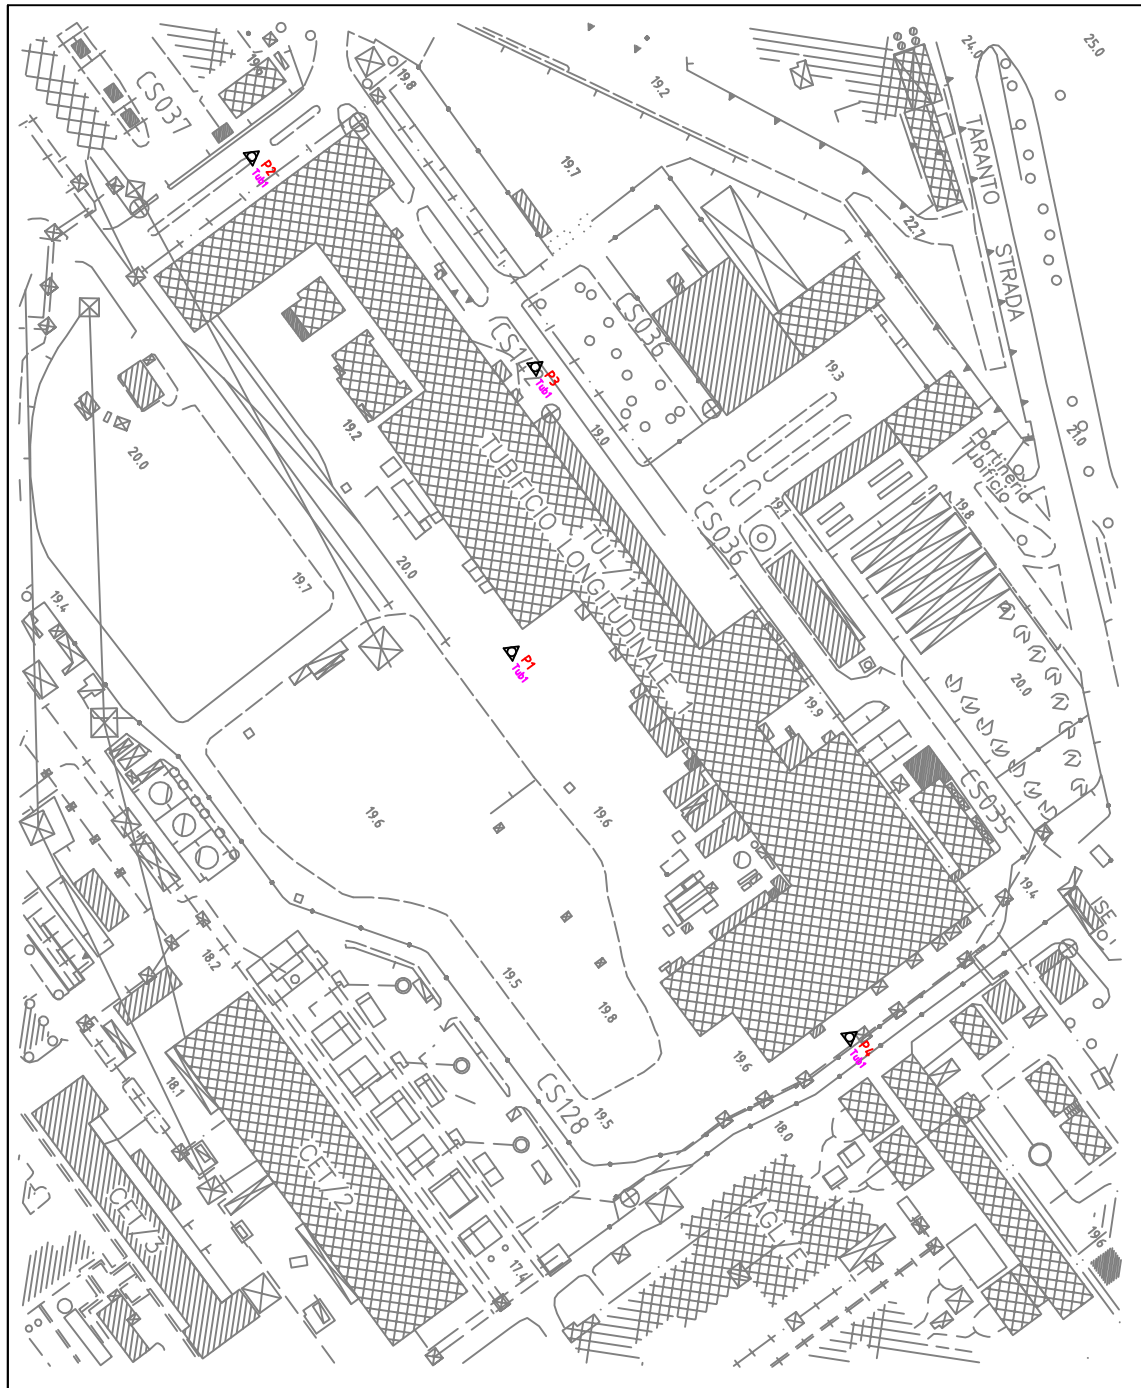 25.0
24.0
19.8
CS037
19.2
TARANTO
19.7
P2
Tub1
22.7
STRADA
CS036
CS142
P3
Tub1
19.3
19.2
19.0
20.0
TUBIFICIO LONGITUDINALE 1
TUL/1
21.0
Portineria
Tubificio
19.8
19.1
CS036
20.0
19.7
19.4
P1
Tub1
20.0
19.9
CS035
19.6
19.6
19.4
ISE
18.2
19.5
19.8
P4
Tub1
19.6
18.1
CS128
19.5
18.0
CET/2
CET/3
AGL/E
19.6
17.4